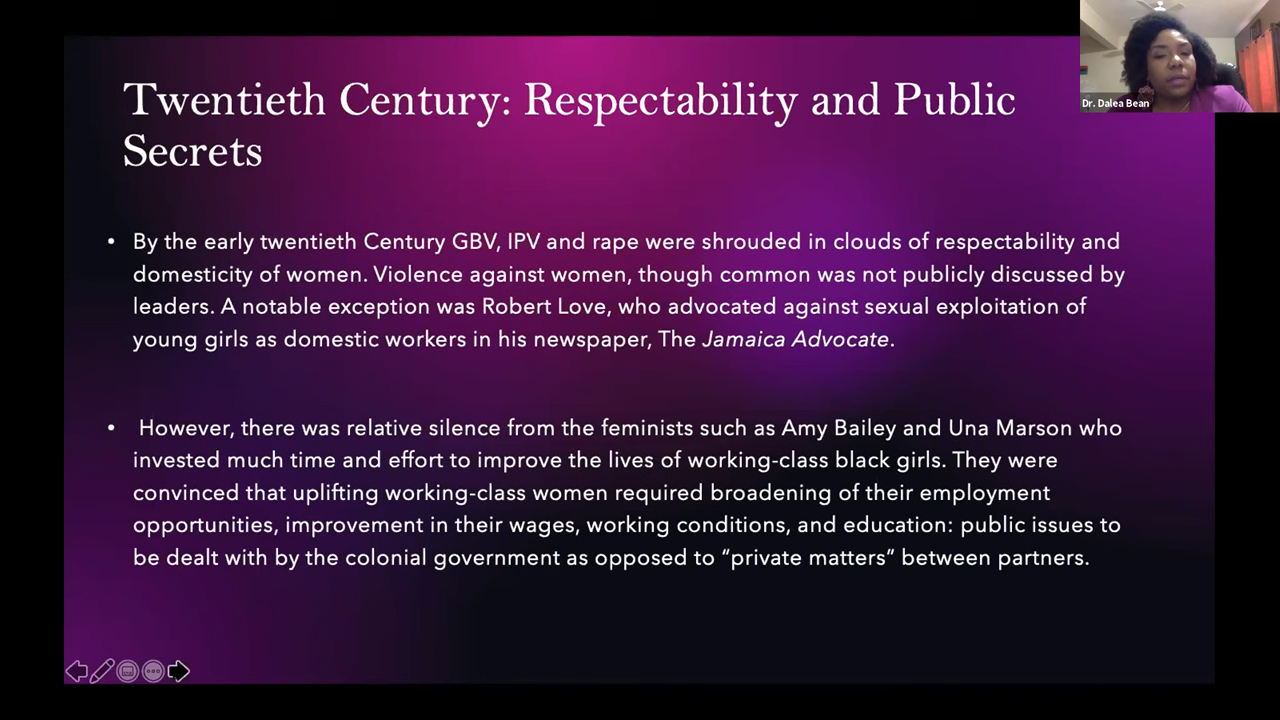 Twentieth Century: Respectability and Public
Secrets
Dr. Dalea Bean
• By the early twentieth Century GBV, IPV and rape were shrouded in clouds of respectability and
domesticity of women. Violence against women, though common was not publicly discussed by
leaders. A notable exception was Robert Love, who advocated against sexual exploitation of
young girls as domestic workers in his newspaper, The Jamaica Advocate.
• However, there was relative silence from the feminists such as Amy Bailey and Una Marson who
invested much time and effort to improve the lives of working-class black girls. They were
convinced that uplifting working-class women required broadening of their employment
opportunities, improvement in their wages, working conditions, and education: public issues to
be dealt with by the colonial government as opposed to “private matters” between partners.